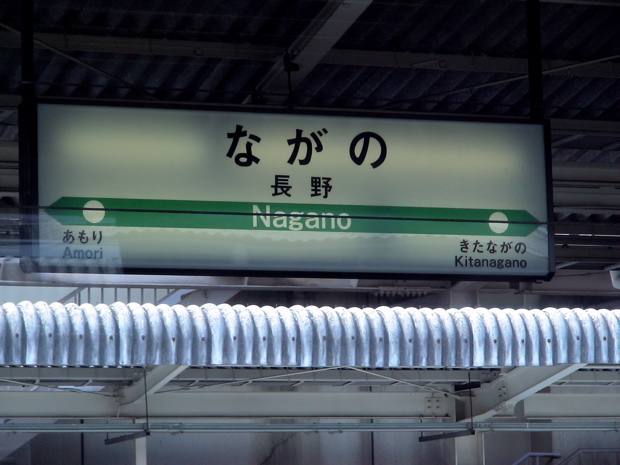 ながの
長野
Nagano
あもり
Amori
きたながの
Kitanagano